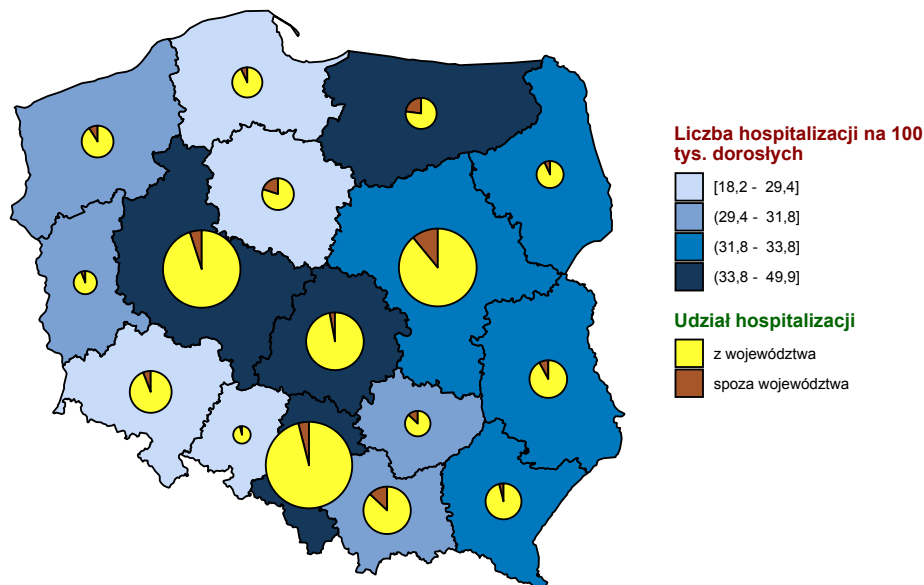 Liczba hospitalizacji na 100
tys. dorosłych
[18,2 - 29,4]
(29,4 - 31,8]
(31,8 - 33,8]
(33,8 - 49,9]
Udział hospitalizacji
z województwa
spoza województwa